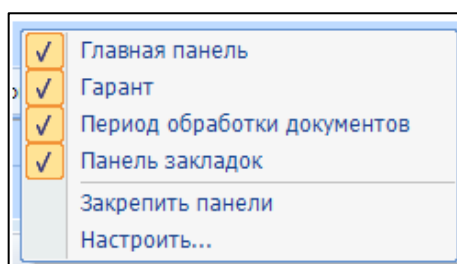 Главная панель
Гарант
Период обработки документов
Панель закладок
Закрепить панели
Настроить...